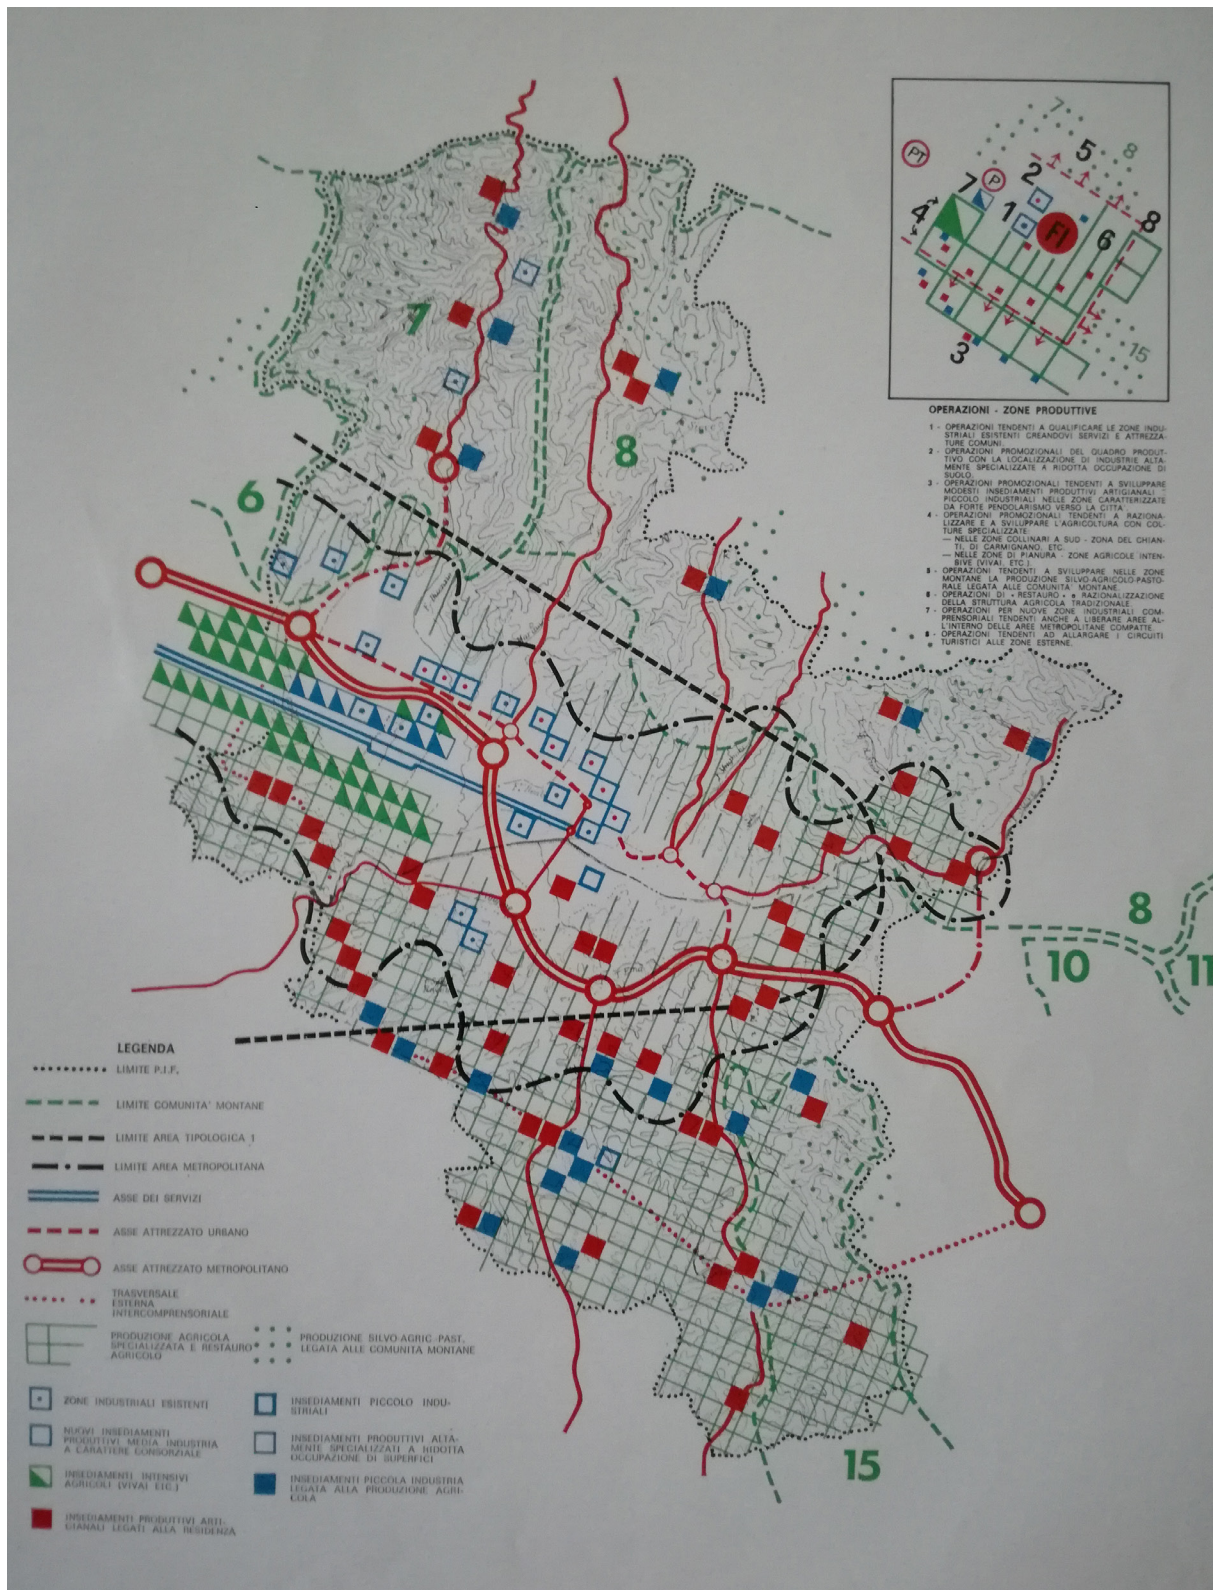 7
8
5
2
PT
P
7
4
1
FI
6
8
3
15
OPERAZIONI - ZONE PRODUTTIVE
1 - OPERAZIONI TENDENTI A QUALIFICARE LE ZONE INDU-
STRIALI ESISTENTI CREANDOVI SERVIZI E ATTREZZA-
TURE COMUNI.
2 - OPERAZIONI PROMOZIONALI DEL QUADRO PRODUT-
TIVO CON LA LOCALIZZAZIONE DI INDUSTRIE ALTA-
MENTE SPECIALIZZATE A RIDOTTA OCCUPAZIONE DI
SUOLO.
3 - OPERAZIONI PROMOZIONALI TENDENTI A SVILUPPARE
MODESTI INSEDIAMENTI PRODUTTIVI ARTIGIANALI -
PICCOLO INDUSTRIALI NELLE ZONE CARATTERIZZATE
DA FORTE PENDOLARISMO VERSO LA CITTA'.
4 - OPERAZIONI PROMOZIONALI TENDENTI A RAZIONA-
LIZZARE E A SVILUPPARE L'AGRICOLTURA CON COL-
TURE SPECIALIZZATE:
— NELLE ZONE COLLINARI A SUD - ZONA DEL CHIAN-
TI, DI CARMIGNANO, ETC.
— NELLE ZONE DI PIANURA - ZONE AGRICOLE INTEN-
SIVE (VIVAI, ETC.).
5 - OPERAZIONI TENDENTI A SVILUPPARE NELLE ZONE
MONTANE LA PRODUZIONE SILVO-AGRICOLO-PASTO-
RALE LEGATA ALLE COMUNITA' MONTANE.
6 - OPERAZIONI DI « RESTAURO » e RAZIONALIZZAZIONE
DELLA STRUTTURA AGRICOLA TRADIZIONALE.
7 - OPERAZIONI PER NUOVE ZONE INDUSTRIALI COM-
PRENSORIALI TENDENTI ANCHE A LIBERARE AREE AL-
L'INTERNO DELLE AREE METROPOLITANE COMPATTE.
8 - OPERAZIONI TENDENTI AD ALLARGARE I CIRCUITI
TURISTICI ALLE ZONE ESTERNE.
7
8
6
8
10
11
15
LEGENDA
LIMITE P.I.F.
LIMITE COMUNITA' MONTANE
LIMITE AREA TIPOLOGICA 1
LIMITE AREA METROPOLITANA
ASSE DEI SERVIZI
ASSE ATTREZZATO URBANO
ASSE ATTREZZATO METROPOLITANO
TRASVERSALE
ESTERNA
INTERCOMPRENSORIALE
PRODUZIONE AGRICOLA
SPECIALIZZATA E RESTAURO
AGRICOLO
PRODUZIONE SILVO-AGRIC.-PAST.
LEGATA ALLE COMUNITA MONTANE
ZONE INDUSTRIALI ESISTENTI
NUOVI INSEDIAMENTI
PRODUTTIVI MEDIA INDUSTRIA
A CARATTERE CONSORZIALE
INSEDIAMENTI INTENSIVI
AGRICOLI (VIVAI ETC.)
INSEDIAMENTI PRODUTTIVI ARTI-
GIANALI LEGATI ALLA RESIDENZA
INSEDIAMENTI PICCOLO INDU-
STRIALI
INSEDIAMENTI PRODUTTIVI ALTA-
MENTE SPECIALIZZATI A RIDOTTA
OCCUPAZIONE DI SUPERFICI
INSEDIAMENTI PICCOLA INDUSTRIA
LEGATA ALLA PRODUZIONE AGRI-
COLA